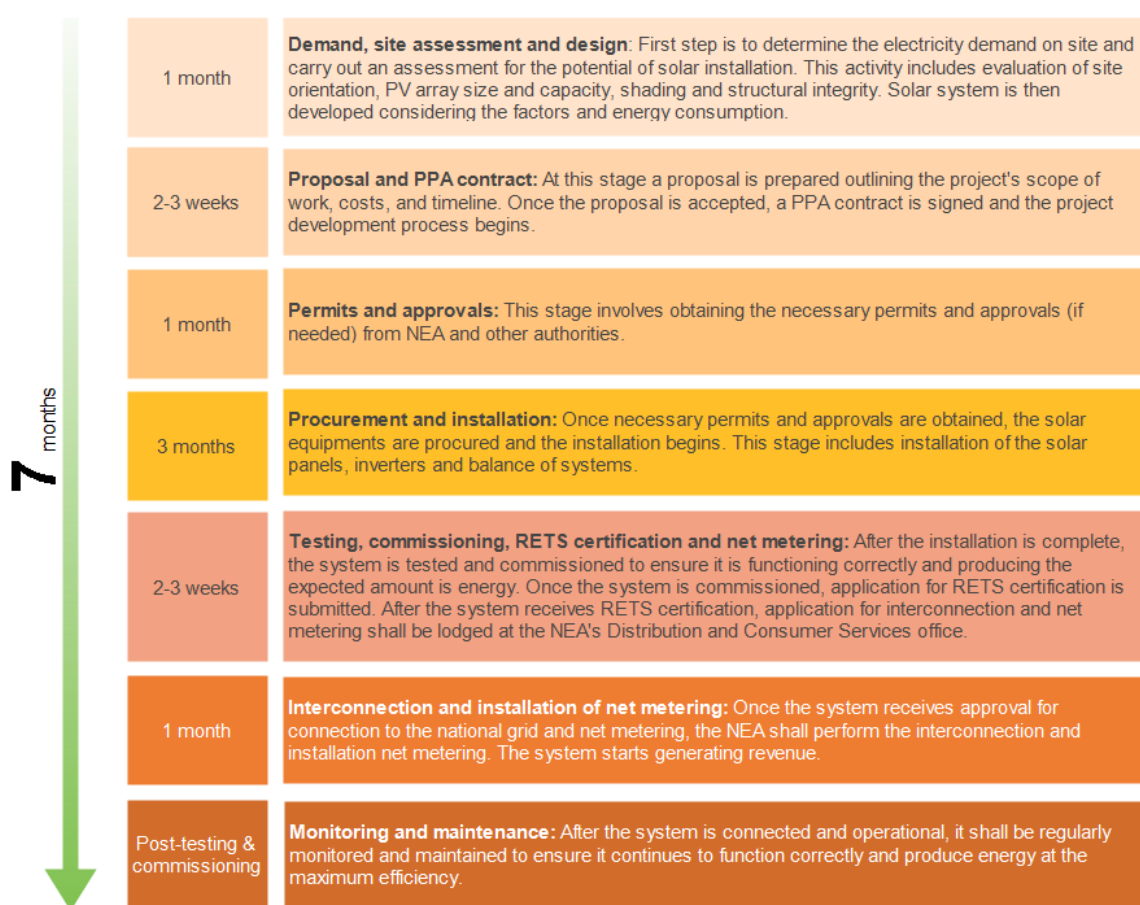 1 month
Demand, site assessment and design: First step is to determine the electricity demand on site and
carry out an assessment for the potential of solar installation. This activity includes evaluation of site
orientation, PV array size and capacity, shading and structural integrity. Solar system is then
developed considering the factors and energy consumption.
2-3 weeks
Proposal and PPA contract: At this stage a proposal is prepared outlining the project's scope of
work, costs, and timeline. Once the proposal is accepted, a PPA contract is signed and the project
development process begins.
1 month
Permits and approvals: This stage involves obtaining the necessary permits and approvals (if
needed) from NEA and other authorities.
7 months
3 months
Procurement and installation: Once necessary permits and approvals are obtained, the solar
equipments are procured and the installation begins. This stage includes installation of the solar
panels, inverters and balance of systems.
2-3 weeks
Testing, commissioning, RETS certification and net metering: After the installation is complete,
the system is tested and commissioned to ensure it is functioning correctly and producing the
expected amount is energy. Once the system is commissioned, application for RETS certification is
submitted. After the system receives RETS certification, application for interconnection and net
metering shall be lodged at the NEA's Distribution and Consumer Services office.
1 month
Interconnection and installation of net metering: Once the system receives approval for
connection to the national grid and net metering, the NEA shall perform the interconnection and
installation net metering. The system starts generating revenue.
Post-testing &
commissioning
Monitoring and maintenance: After the system is connected and operational, it shall be regularly
monitored and maintained to ensure it continues to function correctly and produce energy at the
maximum efficiency.